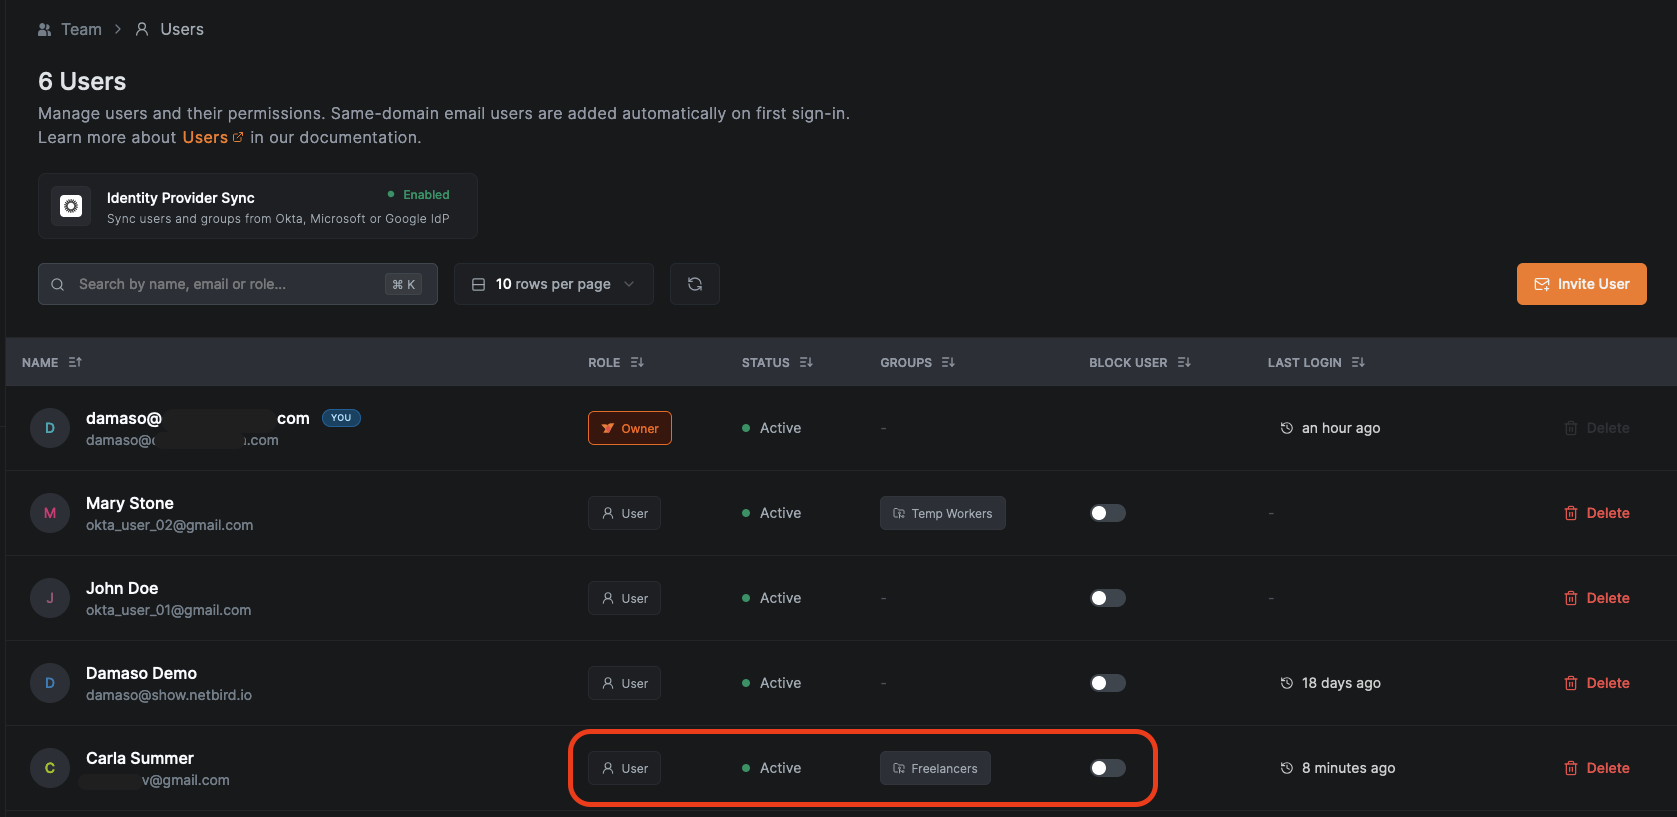 Team > Users
6 Users
Manage users and their permissions. Same-domain email users are added automatically on first sign-in.
Learn more about Users in our documentation.
Identity Provider Sync Enabled
Sync users and groups from Okta, Microsoft or Google IdP
Search by name, email or role... ⌘ K 10 rows per page Invite User
NAME ROLE STATUS GROUPS BLOCK USER LAST LOGIN
D damaso@ com YOU Owner Active - an hour ago Delete
damaso@ .com
M Mary Stone User Active Temp Workers - Delete
okta_user_02@gmail.com
J John Doe User Active - - Delete
okta_user_01@gmail.com
D Damaso Demo User Active - 18 days ago Delete
damaso@show.netbird.io
C Carla Summer User Active Freelancers 8 minutes ago Delete
v@gmail.com